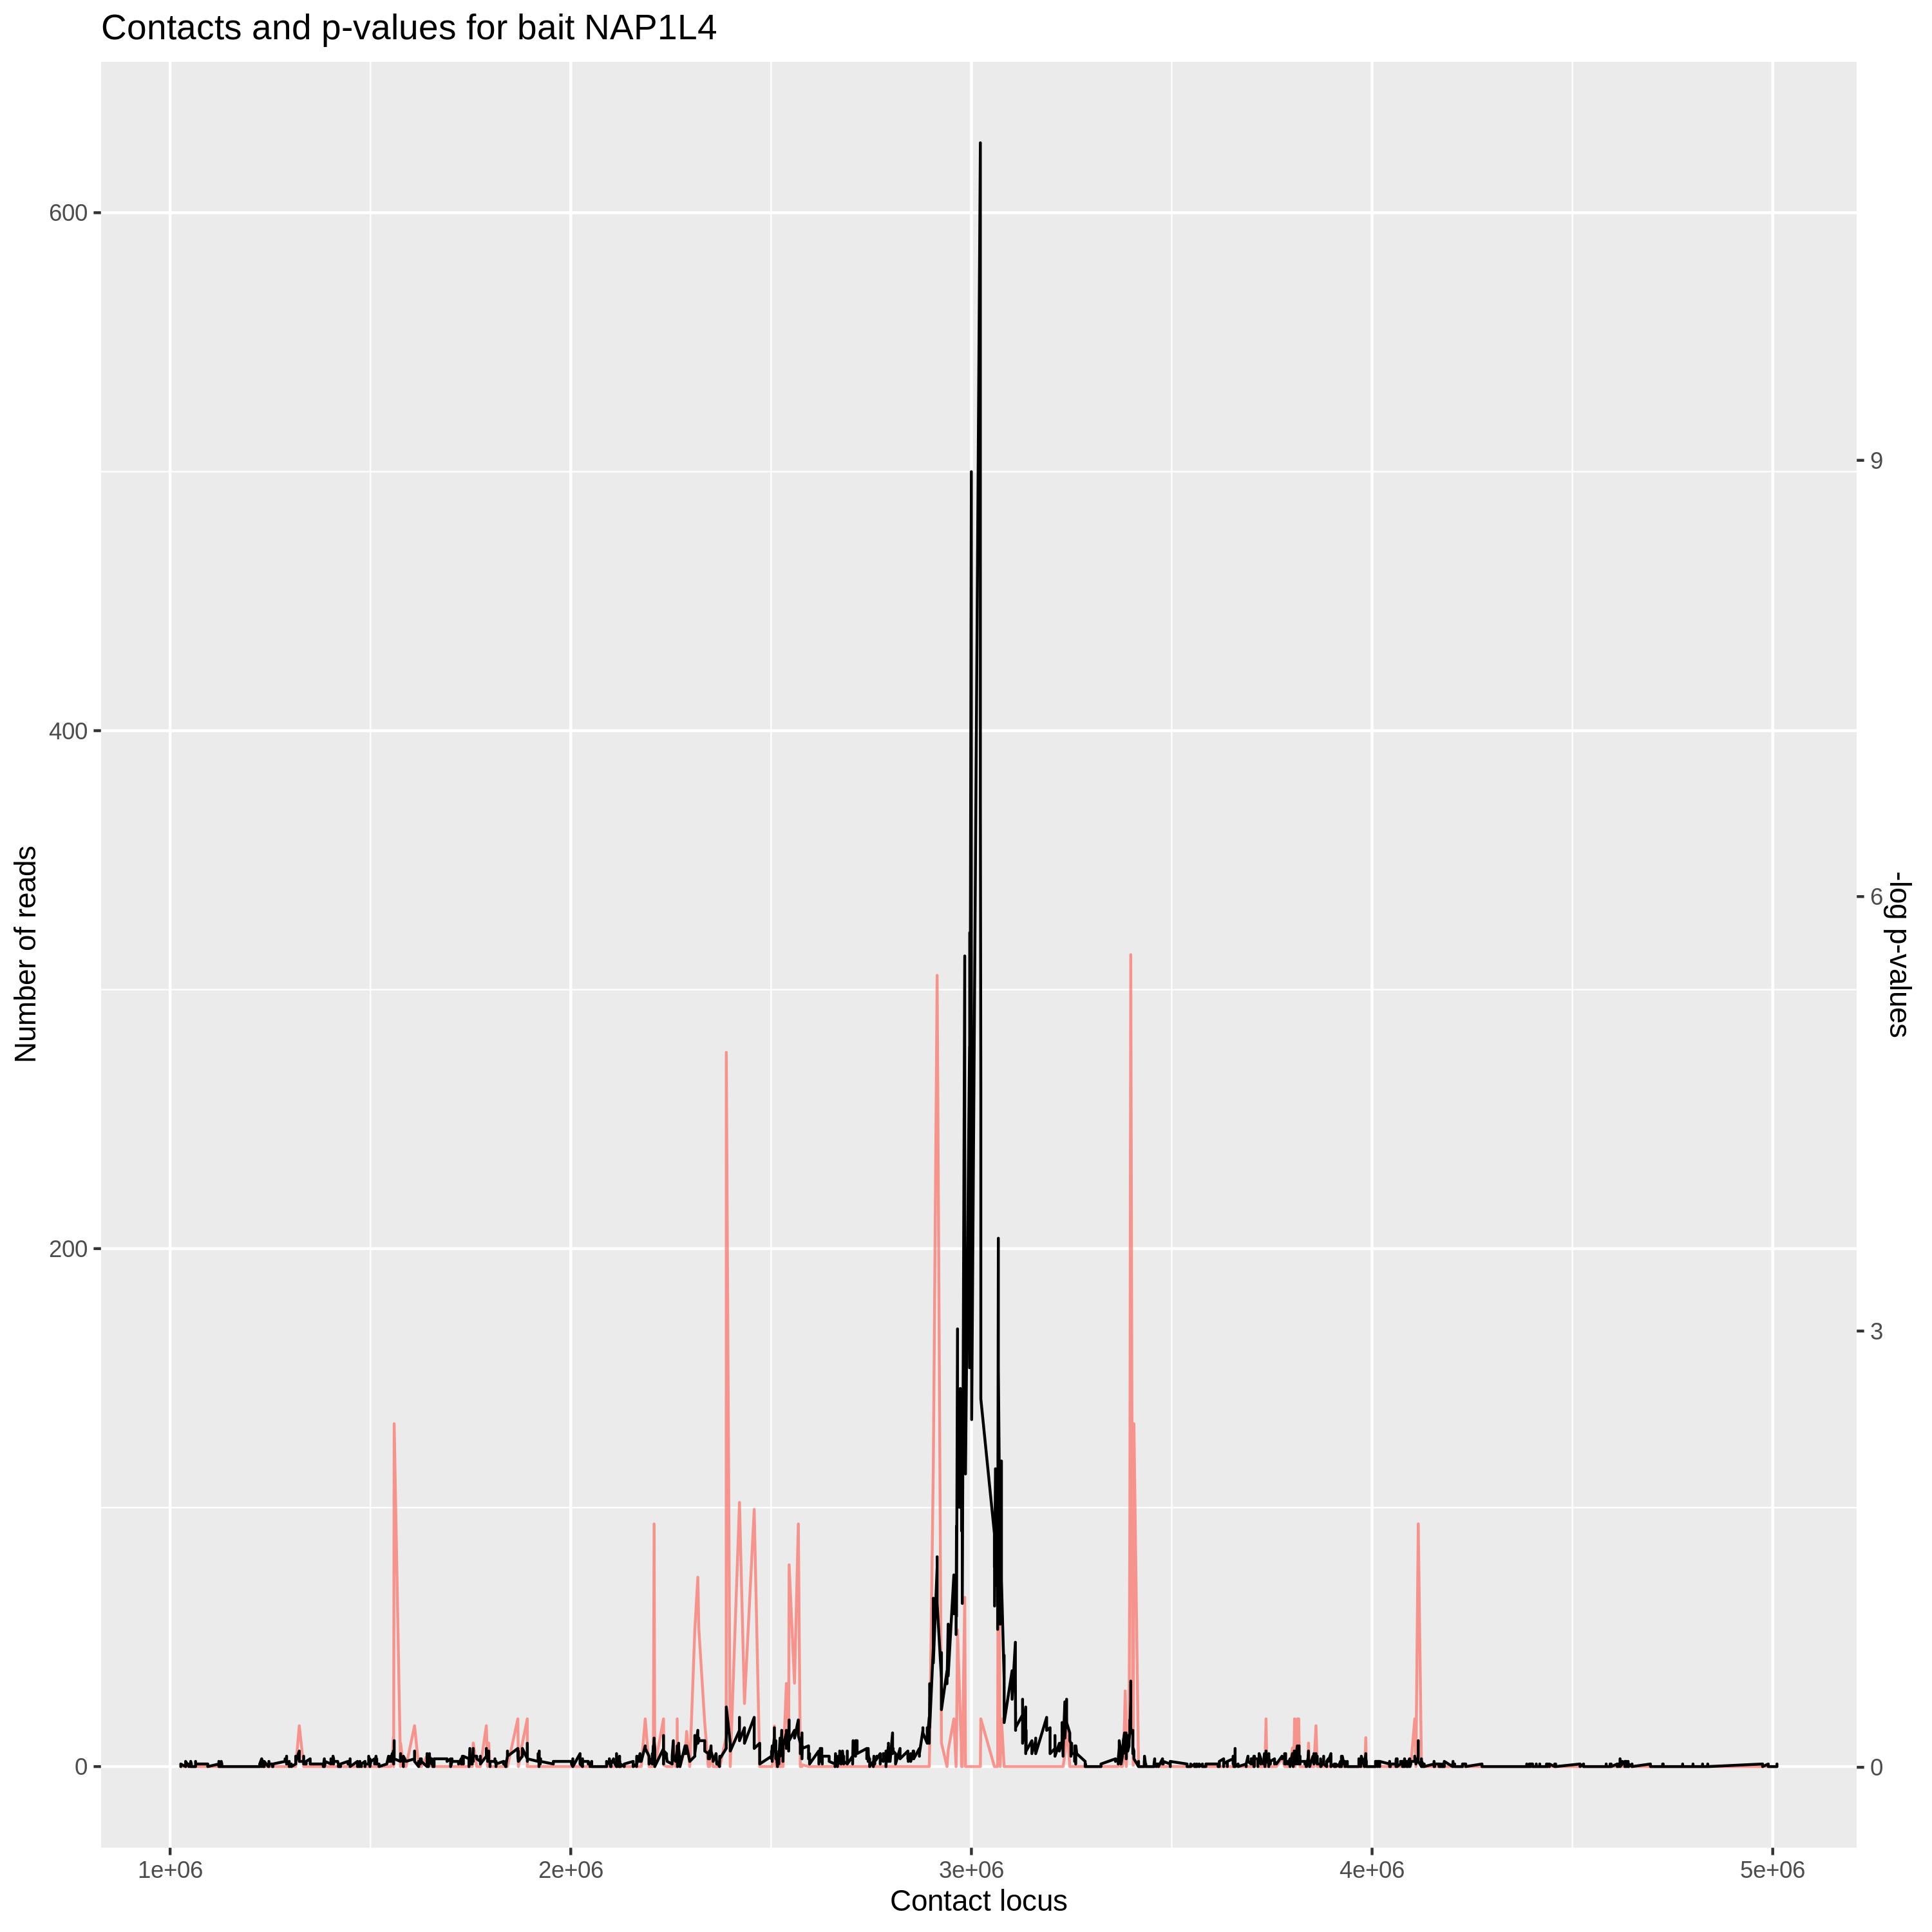 Contacts and p-values for bait NAP1L4
600
400
200
0
Number of reads
9
6
3
0
-log p-values
1e+06 2e+06 3e+06 4e+06 5e+06
Contact locus